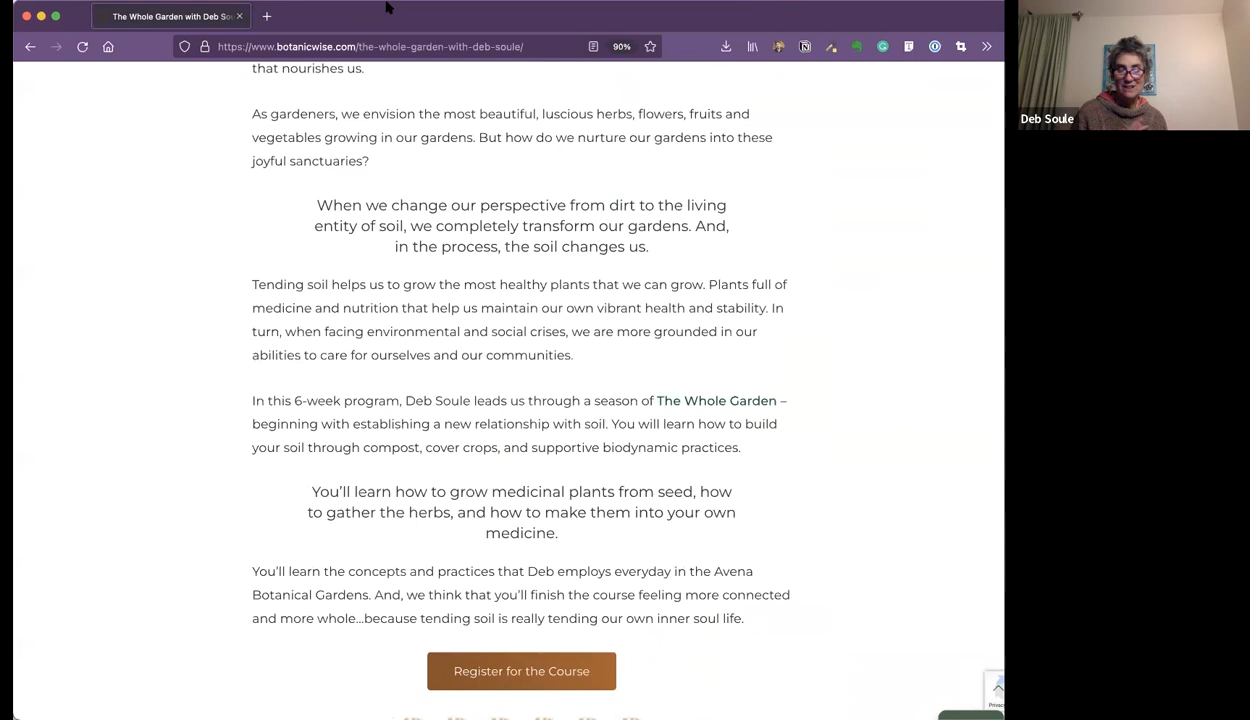 The Whole Garden with Deb Sou
https://www.botanicwise.com/the-whole-garden-with-deb-soule/
90%
Deb Soule
that nourishes us.
As gardeners, we envision the most beautiful, luscious herbs, flowers, fruits and
vegetables growing in our gardens. But how do we nurture our gardens into these
joyful sanctuaries?
When we change our perspective from dirt to the living
entity of soil, we completely transform our gardens. And,
in the process, the soil changes us.
Tending soil helps us to grow the most healthy plants that we can grow. Plants full of
medicine and nutrition that help us maintain our own vibrant health and stability. In
turn, when facing environmental and social crises, we are more grounded in our
abilities to care for ourselves and our communities.
In this 6-week program, Deb Soule leads us through a season of The Whole Garden –
beginning with establishing a new relationship with soil. You will learn how to build
your soil through compost, cover crops, and supportive biodynamic practices.
You’ll learn how to grow medicinal plants from seed, how
to gather the herbs, and how to make them into your own
medicine.
You’ll learn the concepts and practices that Deb employs everyday in the Avena
Botanical Gardens. And, we think that you’ll finish the course feeling more connected
and more whole…because tending soil is really tending our own inner soul life.
Register for the Course
Privac